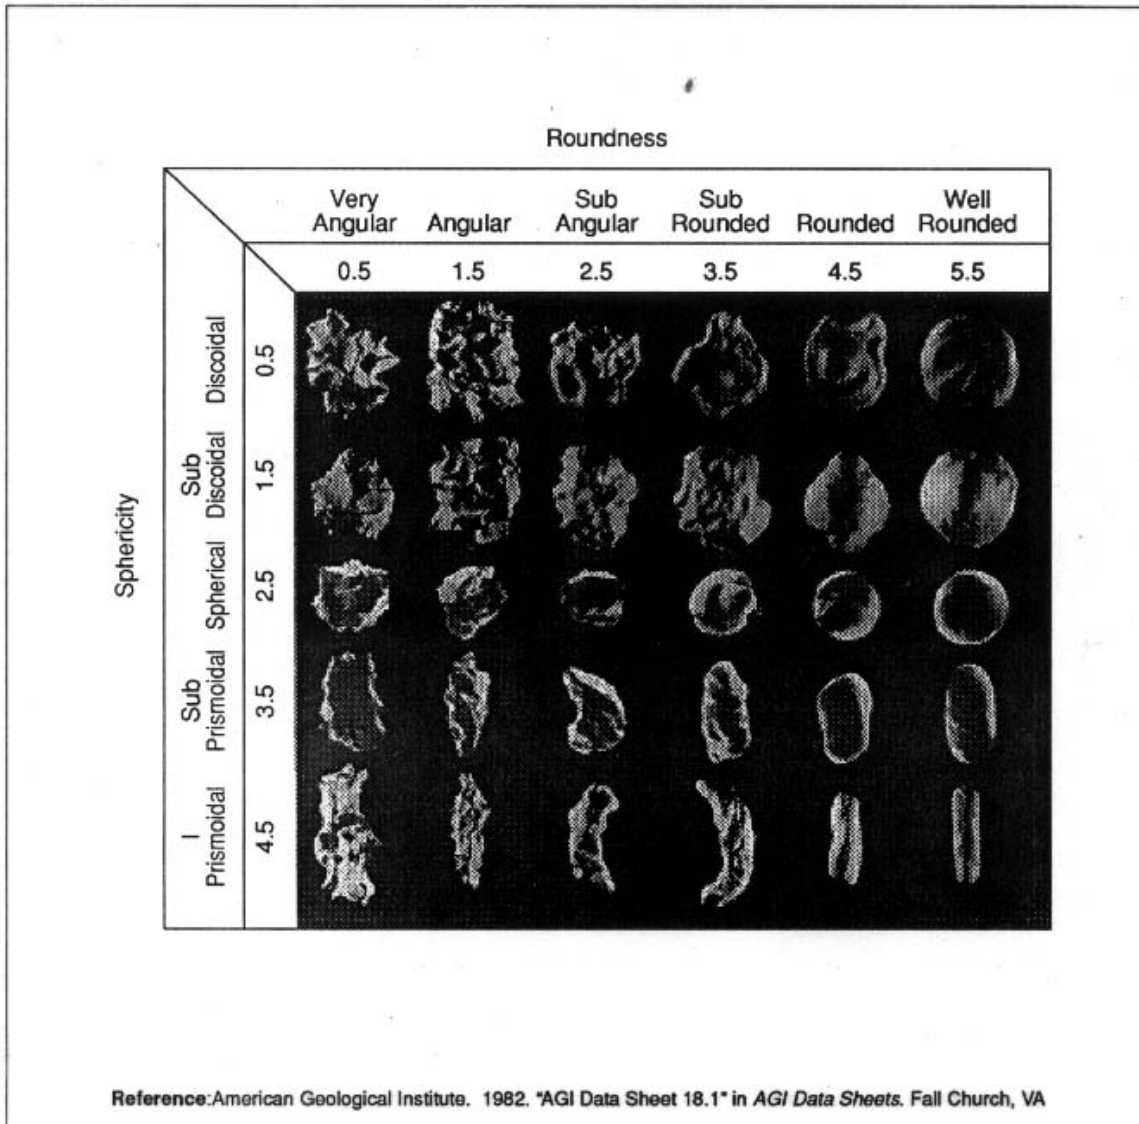 Roundness
Very Angular
Angular
Sub Angular
Sub Rounded
Rounded
Well Rounded
0.5 1.5 2.5 3.5 4.5 5.5
Sphericity
Discoidal
0.5
Sub Discoidal
1.5
Spherical
2.5
Sub Prismoidal
3.5
I Prismoidal
4.5
Reference:American Geological Institute. 1982. "AGI Data Sheet 18.1" in AGI Data Sheets. Fall Church, VA